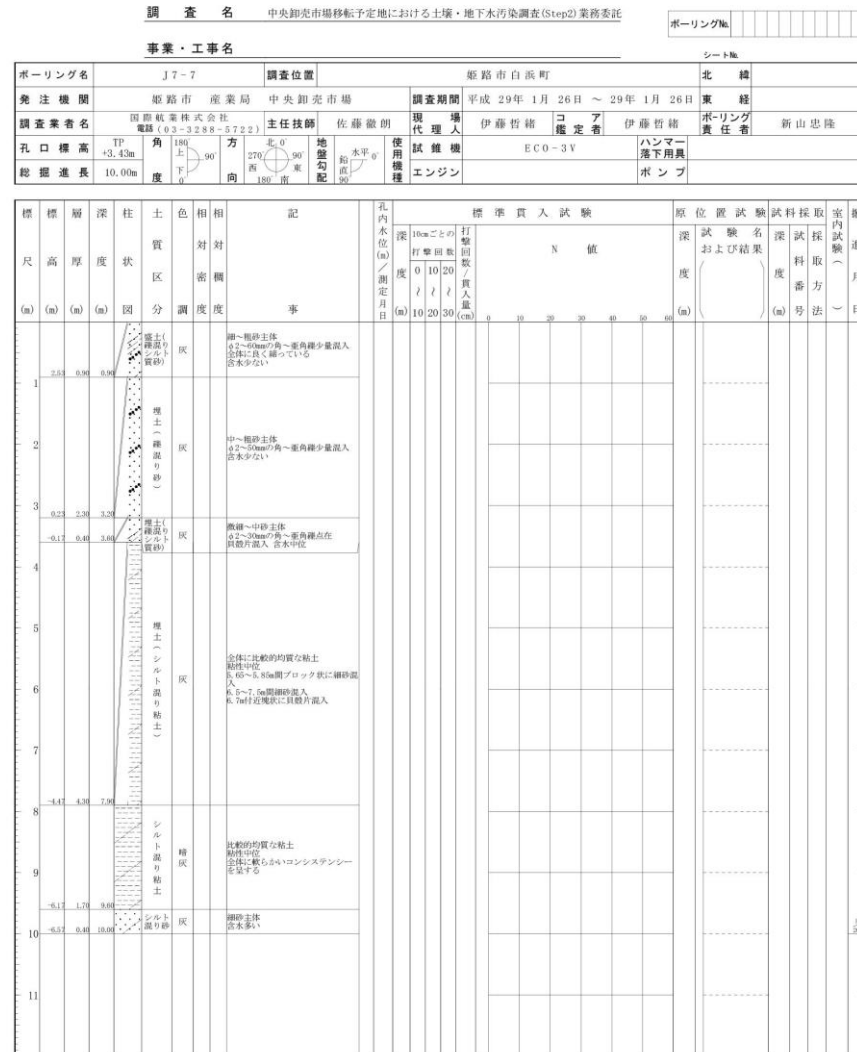 調査名 中央卸売市場移転予定地における土壌・地下水汚染調査(Step2)業務委託
ボーリング№
事業・工事名
シート№
ボーリング名 J7-7 調査位置 姫路市白浜町 北緯
発注機関 姫路市 産業局 中央卸売市場 調査期間 平成 29年 1月 26日 ～ 29年 1月 26日 東経
調査業者名 国際航業株式会社 電話(03-3288-5722) 主任技師 佐藤徹朗 現場代理人 伊藤哲緒 コア鑑定者 伊藤哲緒 ボーリング責任者 新山忠隆
孔口標高 TP +3.43m 角度 180° 上 90° 下 0° 方向 北 0° 270° 90° 西 東 180° 南 地盤勾配 水平 0° 鉛直 90° 使用機種 試錐機 ECO-3V ハンマー落下用具
総掘進長 10.00m エンジン ポンプ
標尺(m) 標高(m) 層厚(m) 深度(m) 柱状図 土質区分 色調 相対密度 相対稠度 記事 孔内水位(m)／測定月日 標準貫入試験 原位置試験 試料採取 室内試験( )
深度(m) 10cmごとの打撃回数 打撃回数／貫入量(cm) N 値 深度(m) 試験名および結果 深度(m) 試料番号 採取方法
0 10 20
～ ～ ～
10 20 30
0 10 20 30 40 50 60
盛土(礫混りシルト質砂) 灰 細～粗砂主体
φ2～60mmの角～亜角礫少量混入
全体に良く締っている
含水少ない
2.53 0.90 0.90
1
埋土(礫混り砂) 灰 中～粗砂主体
φ2～50mmの角～亜角礫少量混入
含水少ない
2
3
0.23 2.30 3.20
埋土(礫混りシルト質砂) 灰 微細～中砂主体
φ2～30mmの角～亜角礫点在
貝殻片混入 含水中位
-0.17 0.40 3.60
4
5
埋土(シルト混り粘土) 灰 全体に比較的均質な粘土
粘性中位
5.65～5.85m間ブロック状に細砂混
入
6.5～7.5m間細砂混入
6.7m付近塊状に貝殻片混入
6
7
-4.47 4.30 7.90
8
シルト混り粘土 暗灰 比較的均質な粘土
粘性中位
全体に軟らかいコンシステンシー
を呈する
9
-6.17 1.70 9.60
シルト混り砂 灰 細砂主体
含水多い
10 -6.57 0.40 10.00
11